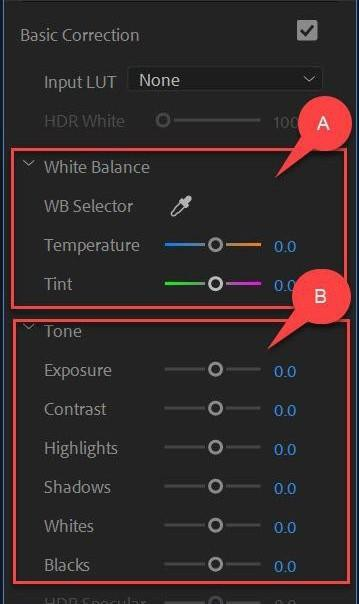 Basic Correction
Input LUT None
HDR White 100
A
White Balance
WB Selector
Temperature 0.0
Tint 0.0
B
Tone
Exposure 0.0
Contrast 0.0
Highlights 0.0
Shadows 0.0
Whites 0.0
Blacks 0.0
HDR Specular